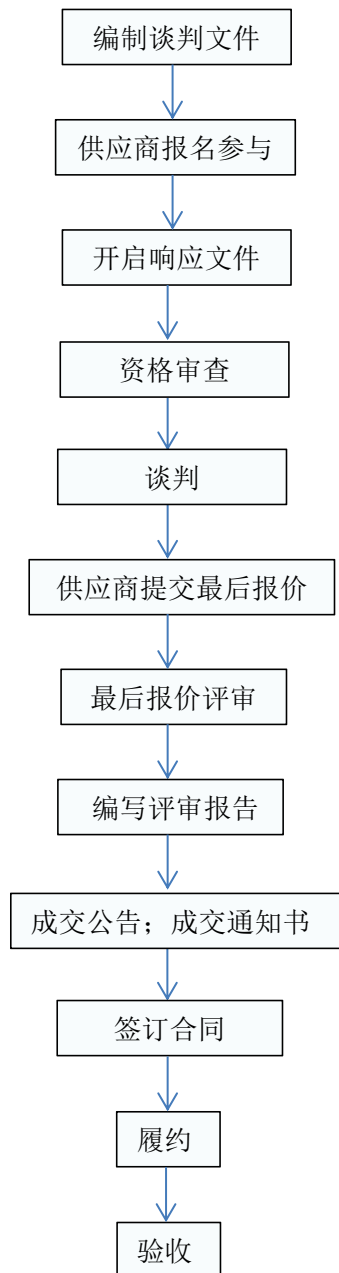 编制谈判文件
供应商报名参与
开启响应文件
资格审查
谈判
供应商提交最后报价
最后报价评审
编写评审报告
成交公告；成交通知书
签订合同
履约
验收